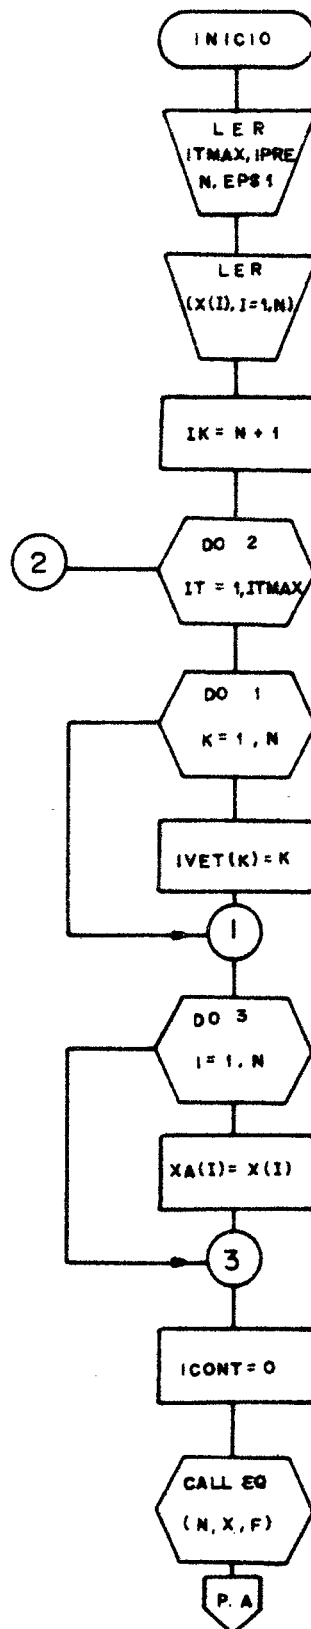 INICIO
LER
ITMAX, IPRE
N, EPS1
LER
(X(I), I=1,N)
IK = N + 1
2
DO 2
IT = 1, ITMAX
DO 1
K = 1, N
IVET(K) = K
1
DO 3
I = 1, N
XA(I) = X(I)
3
ICONT = 0
CALL EQ
(N, X, F)
P. A